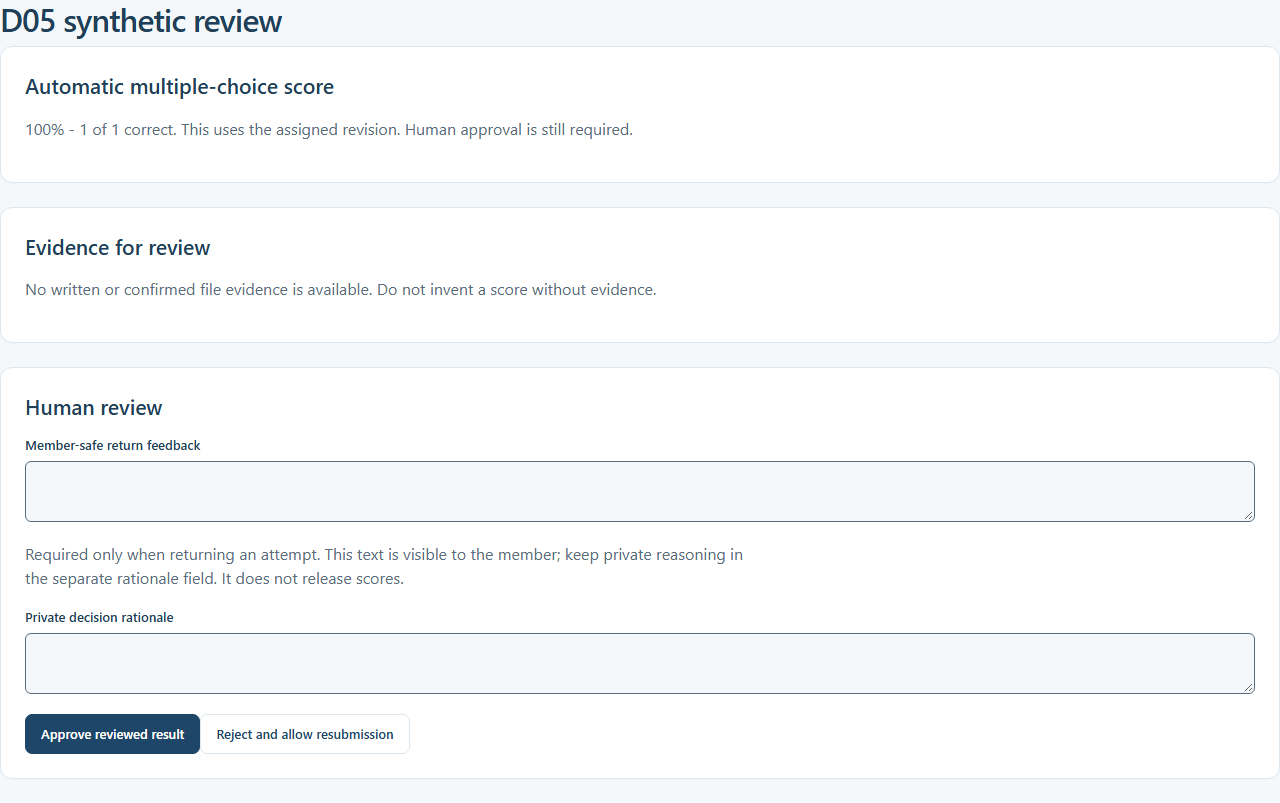 D05 synthetic review
Automatic multiple-choice score
100% - 1 of 1 correct. This uses the assigned revision. Human approval is still required.
Evidence for review
No written or confirmed file evidence is available. Do not invent a score without evidence.
Human review
Member-safe return feedback
Required only when returning an attempt. This text is visible to the member; keep private reasoning in
the separate rationale field. It does not release scores.
Private decision rationale
Approve reviewed result
Reject and allow resubmission